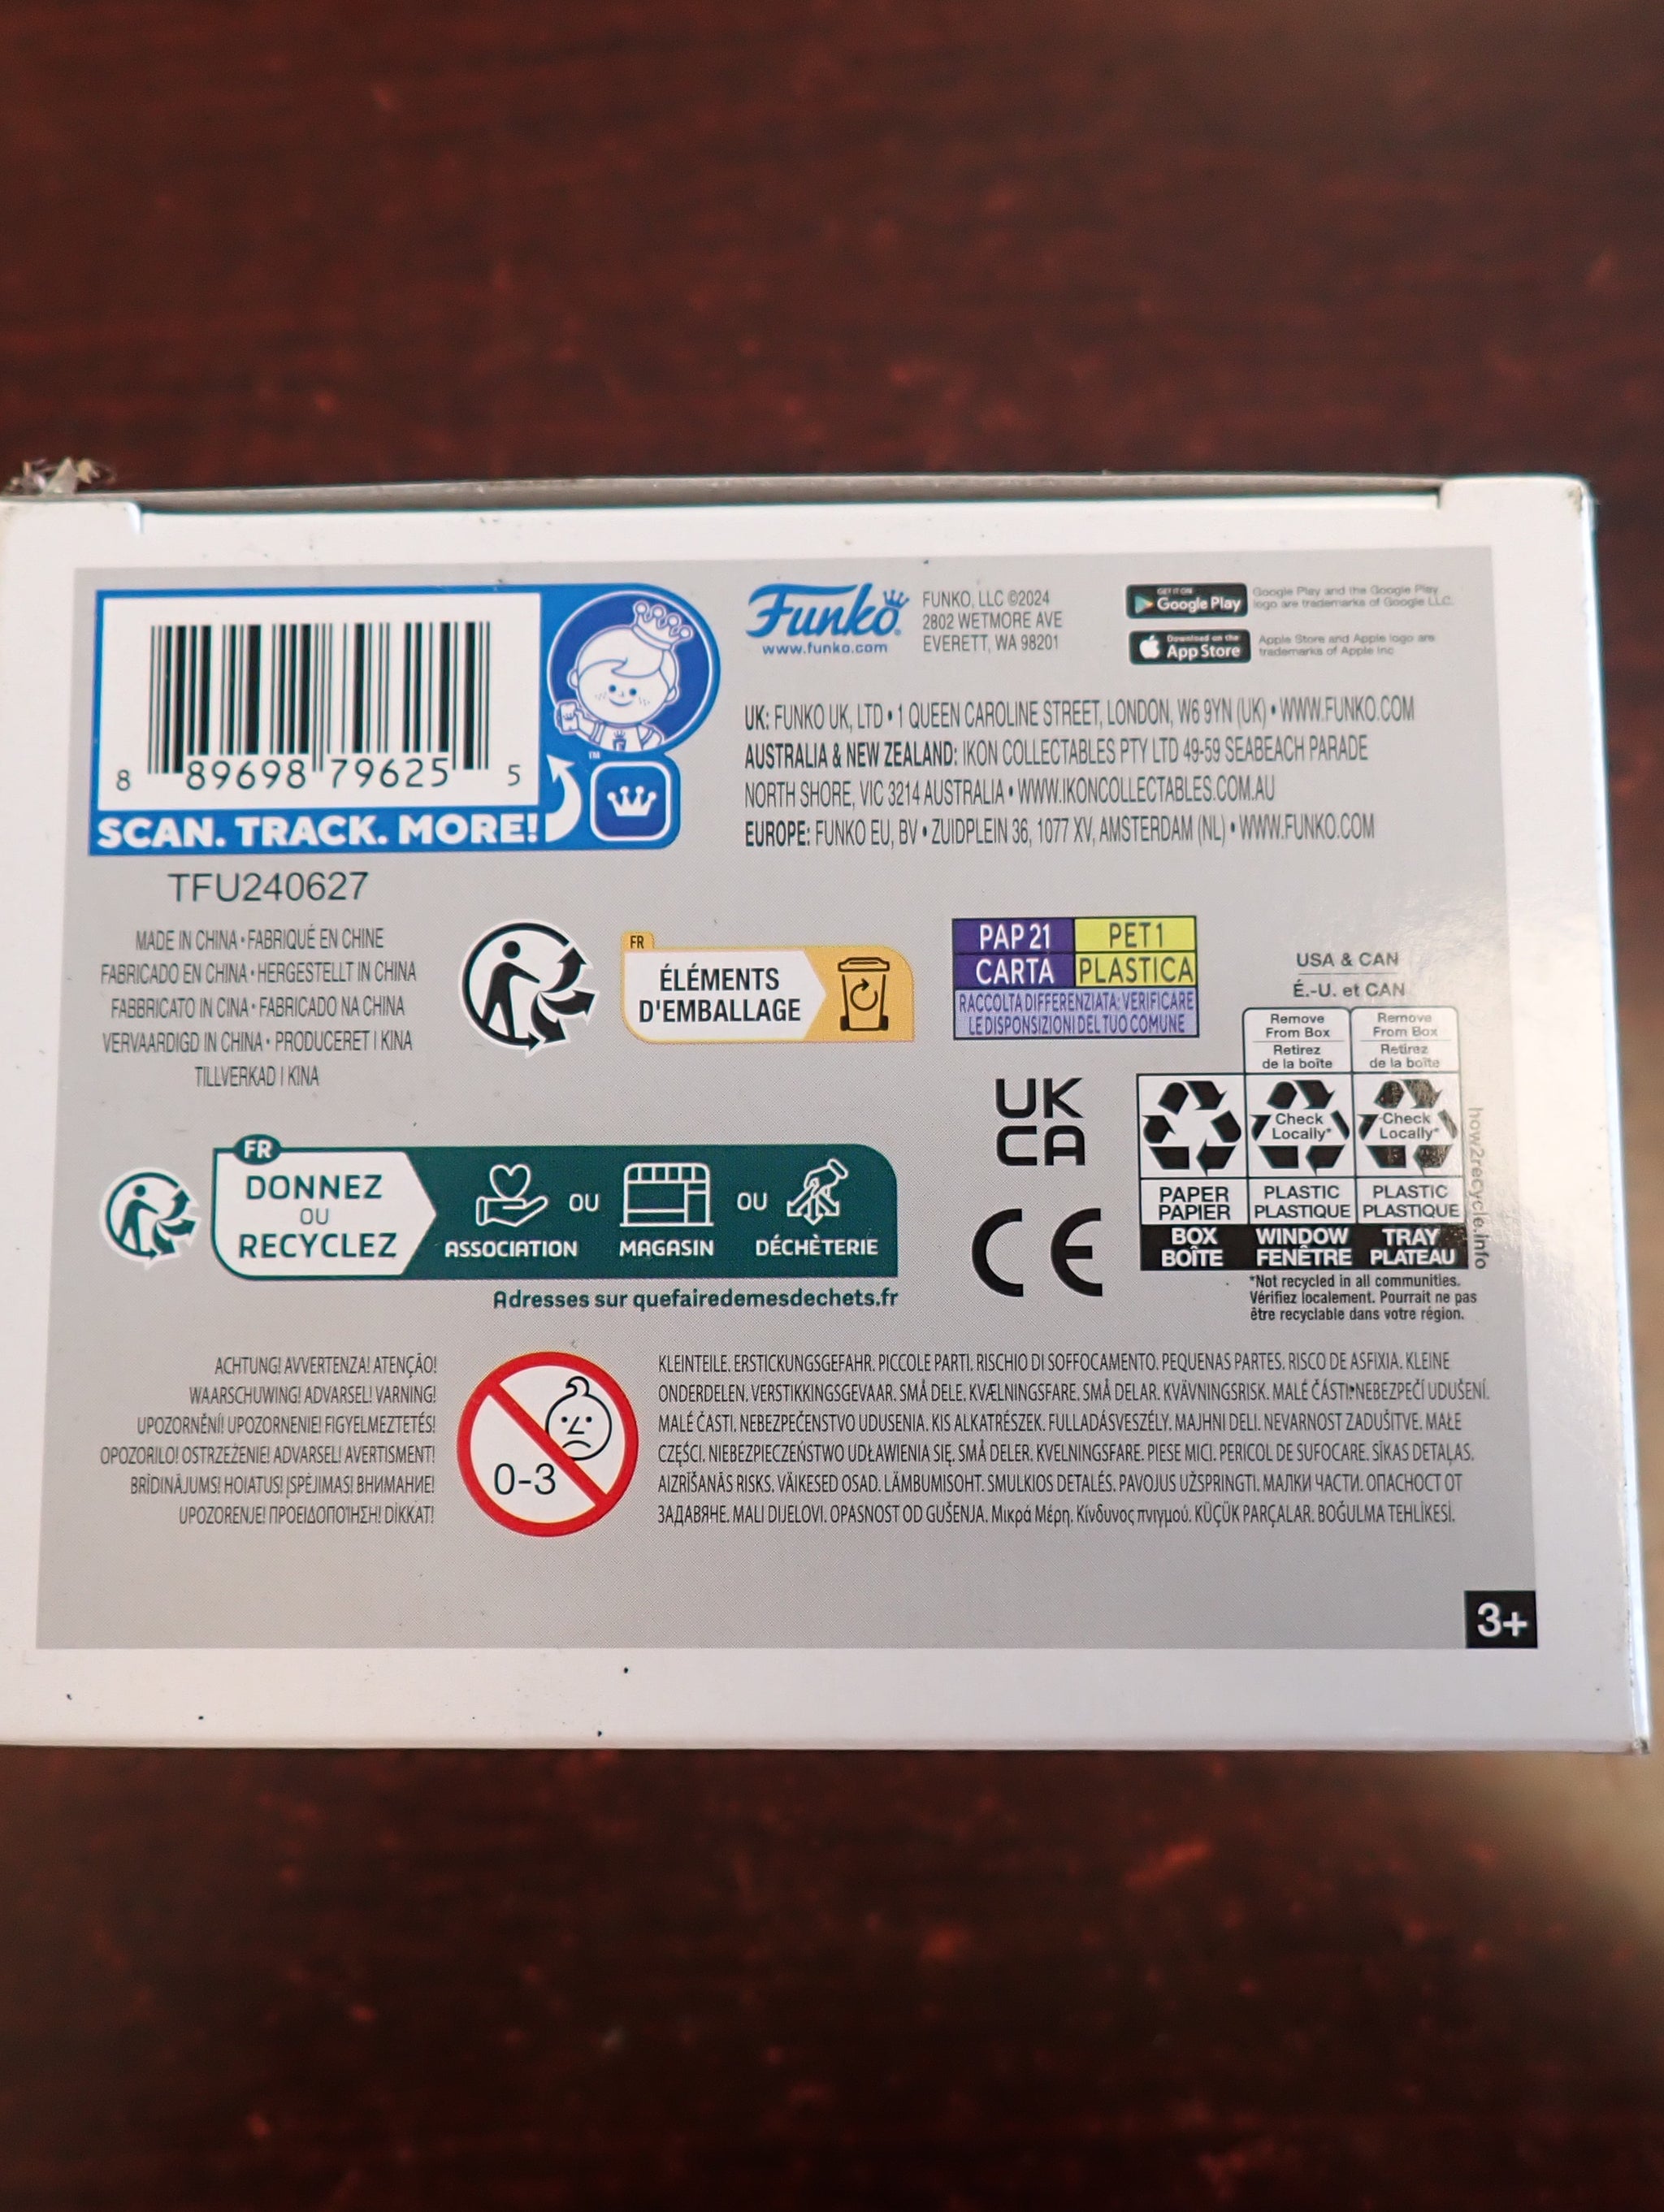 8 89698 79625 5
SCAN. TRACK. MORE!
TM
TFU240627
MADE IN CHINA • FABRIQUÉ EN CHINE
FABRICADO EN CHINA • HERGESTELLT IN CHINA
FABBRICATO IN CINA • FABRICADO NA CHINA
VERVAARDIGD IN CHINA • PRODUCERET I KINA
TILLVERKAD I KINA
Funko®
www.funko.com
FUNKO, LLC ©2024
2802 WETMORE AVE
EVERETT, WA 98201
GET IT ON
Google Play
Google Play and the Google Play
logo are trademarks of Google LLC.
Download on the
App Store
Apple Store and Apple logo are
trademarks of Apple Inc
UK: FUNKO UK, LTD • 1 QUEEN CAROLINE STREET, LONDON, W6 9YN (UK) • WWW.FUNKO.COM
AUSTRALIA & NEW ZEALAND: IKON COLLECTABLES PTY LTD 49-59 SEABEACH PARADE
NORTH SHORE, VIC 3214 AUSTRALIA • WWW.IKONCOLLECTABLES.COM.AU
EUROPE: FUNKO EU, BV • ZUIDPLEIN 36, 1077 XV, AMSTERDAM (NL) • WWW.FUNKO.COM
FR
ÉLÉMENTS
D'EMBALLAGE
PAP 21 PET 1
CARTA PLASTICA
RACCOLTA DIFFERENZIATA: VERIFICARE
LE DISPONSIZIONI DEL TUO COMUNE
USA & CAN
É.-U. et CAN
Remove
From Box
Retirez
de la boîte
Remove
From Box
Retirez
de la boîte
Check
Locally*
Check
Locally*
PAPER
PAPIER
PLASTIC
PLASTIQUE
PLASTIC
PLASTIQUE
BOX
BOÎTE
WINDOW
FENÊTRE
TRAY
PLATEAU
how2recycle.info
*Not recycled in all communities.
Vérifiez localement. Pourrait ne pas
être recyclable dans votre région.
UK
CA
CE
FR
DONNEZ
OU
RECYCLEZ
ASSOCIATION
OU
MAGASIN
OU
DÉCHÈTERIE
Adresses sur quefairedemesdechets.fr
ACHTUNG! AVVERTENZA! ATENÇÃO!
WAARSCHUWING! ADVARSEL! VARNING!
UPOZORNĚNÍ! UPOZORNENIE! FIGYELMEZTETÉS!
OPOZORILO! OSTRZEŻENIE! ADVARSEL! AVERTISMENT!
BRĪDINĀJUMS! HOIATUS! ĮSPĖJIMAS! ВНИМАНИЕ!
UPOZORENJE! ΠΡΟΕΙΔΟΠΟΊΗΣΗ! DİKKAT!
0-3
KLEINTEILE. ERSTICKUNGSGEFAHR. PICCOLE PARTI. RISCHIO DI SOFFOCAMENTO. PEQUENAS PARTES. RISCO DE ASFIXIA. KLEINE
ONDERDELEN. VERSTIKKINGSGEVAAR. SMÅ DELE. KVÆLNINGSFARE. SMÅ DELAR. KVÄVNINGSRISK. MALÉ ČÁSTI•NEBEZPEČÍ UDUŠENÍ.
MALÉ ČASTI. NEBEZPEČENSTVO UDUSENIA. KIS ALKATRÉSZEK. FULLADÁSVESZÉLY. MAJHNI DELI. NEVARNOST ZADUŠITVE. MAŁE
CZĘŚCI. NIEBEZPIECZEŃSTWO UDŁAWIENIA SIĘ. SMÅ DELER. KVELNINGSFARE. PIESE MICI. PERICOL DE SUFOCARE. SĪKAS DETAĻAS.
AIZRĪŠANĀS RISKS. VÄIKESED OSAD. LÄMBUMISOHT. SMULKIOS DETALĖS. PAVOJUS UŽSPRINGTI. МАЛКИ ЧАСТИ. ОПАСНОСТ ОТ
ЗАДАВЯНЕ. MALI DIJELOVI. OPASNOST OD GUŠENJA. Μικρά Μέρη. Κίνδυνος πνιγμού. KÜÇÜK PARÇALAR. BOĞULMA TEHLİKESİ.
3+